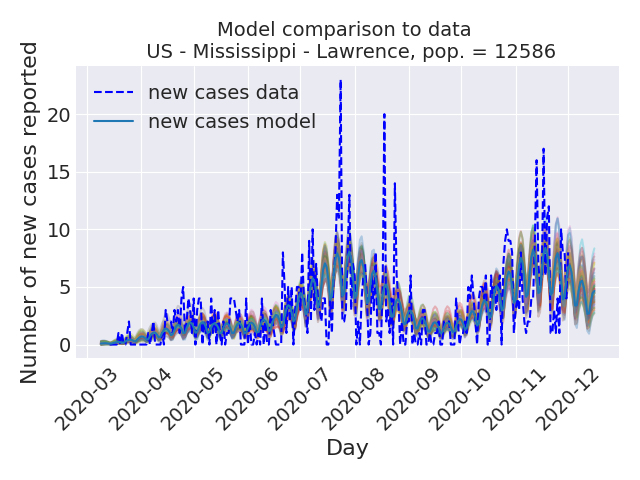 Model comparison to data
US - Mississippi - Lawrence, pop. = 12586
Number of new cases reported
20
15
10
5
0
new cases data
new cases model
2020-03
2020-04
2020-05
2020-06
2020-07
2020-08
2020-09
2020-10
2020-11
2020-12
Day